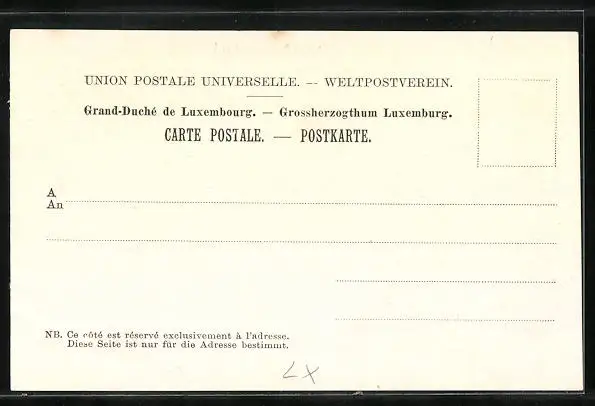 UNION POSTALE UNIVERSELLE. — WELTPOSTVEREIN.
Grand-Duché de Luxembourg. — Grossherzogthum Luxemburg.
CARTE POSTALE. — POSTKARTE.
A
An
NB. Ce côté est réservé exclusivement à l'adresse.
Diese Seite ist nur für die Adresse bestimmt.
LX